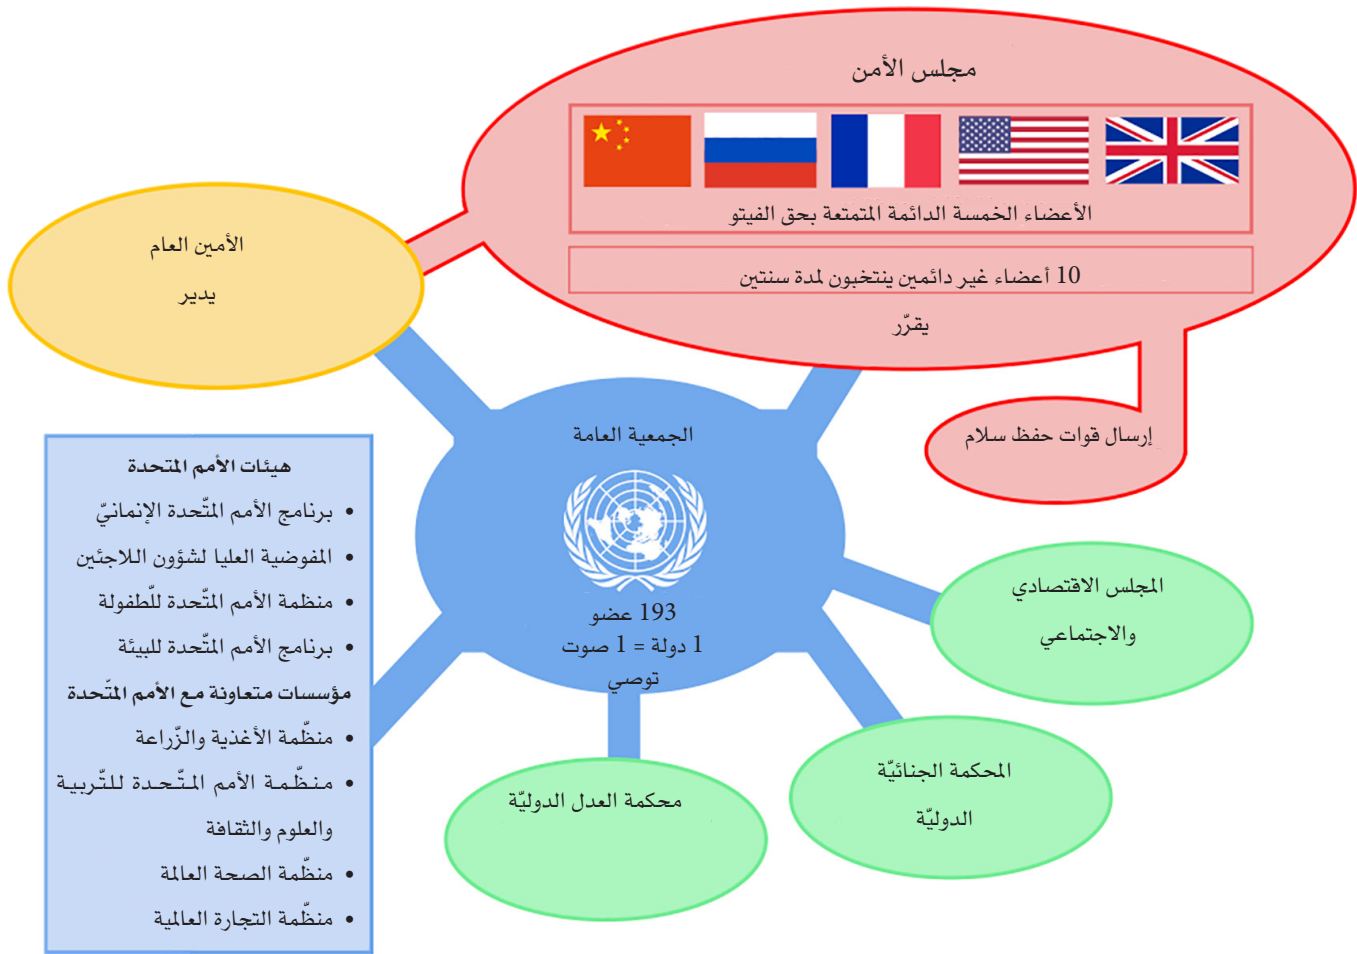 مجلس الأمن
الأعضاء الخمسة الدائمة المتمتعة بحق الفيتو
10 أعضاء غير دائمين ينتخبون لمدة سنتين
يقرّر
إرسال قوات حفظ سلام
الأمين العام
يدير
الجمعية العامة
193 عضو
1 دولة = 1 صوت
توصي
المجلس الاقتصادي
والاجتماعي
المحكمة الجنائيّة
الدوليّة
محكمة العدل الدوليّة
هيئات الأمم المتحدة
• برنامج الأمم المتّحدة الإنمانيّ
• المفوضية العليا لشؤون اللاجئين
• منظمة الأمم المتّحدة للّطفولة
• برنامج الأمم المتّحدة للبيئة
مؤسسات متعاونة مع الأمم المتّحدة
• منظّمة الأغذية والزّراعة
• منظّمة الأمم المتّحدة للتّربية
والعلوم والثقافة
• منظّمة الصحة العالمة
• منظّمة التجارة العالمية